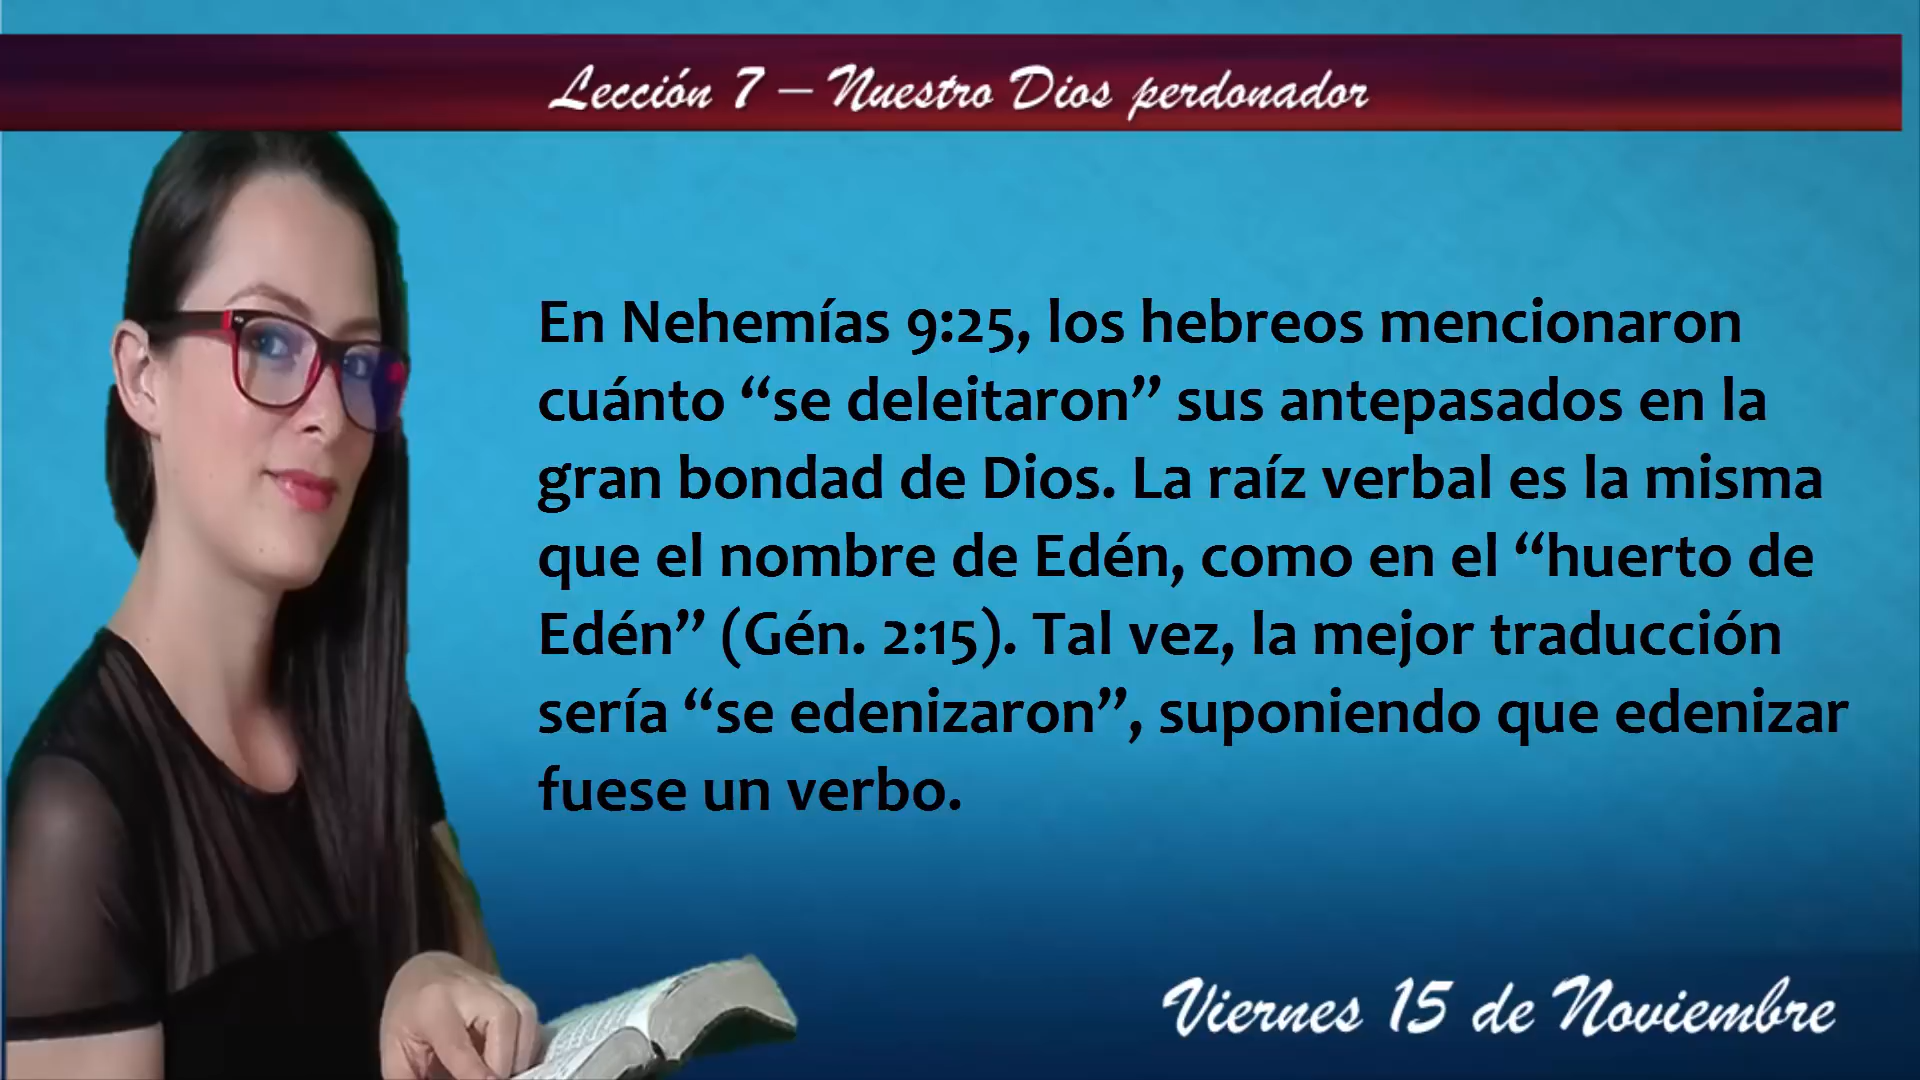 Lección 7 – Nuestro Dios perdonador
En Nehemías 9:25, los hebreos mencionaron
cuánto “se deleitaron” sus antepasados en la
gran bondad de Dios. La raíz verbal es la misma
que el nombre de Edén, como en el “huerto de
Edén” (Gén. 2:15). Tal vez, la mejor traducción
sería “se edenizaron”, suponiendo que edenizar
fuese un verbo.
Viernes 15 de Noviembre